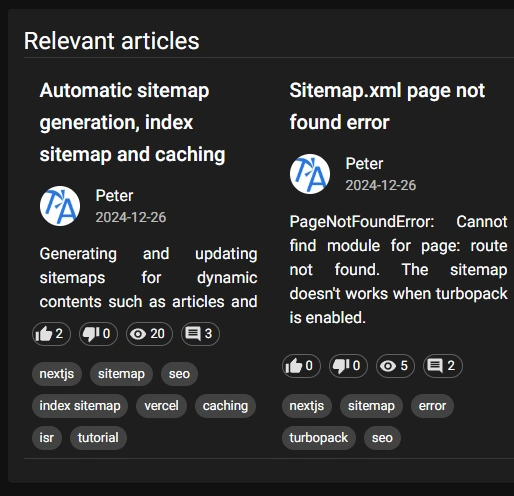 Relevant articles
Automatic sitemap
generation, index
sitemap and caching
TA
Peter
2024-12-26
Generating and updating
sitemaps for dynamic
contents such as articles and
2 0 20 3
nextjs sitemap seo
index sitemap vercel caching
isr tutorial
Sitemap.xml page not
found error
TA
Peter
2024-12-26
PageNotFoundError: Cannot
find module for page: route
not found. The sitemap
doesn't works when turbopack
is enabled.
0 0 5 2
nextjs sitemap error
turbopack seo